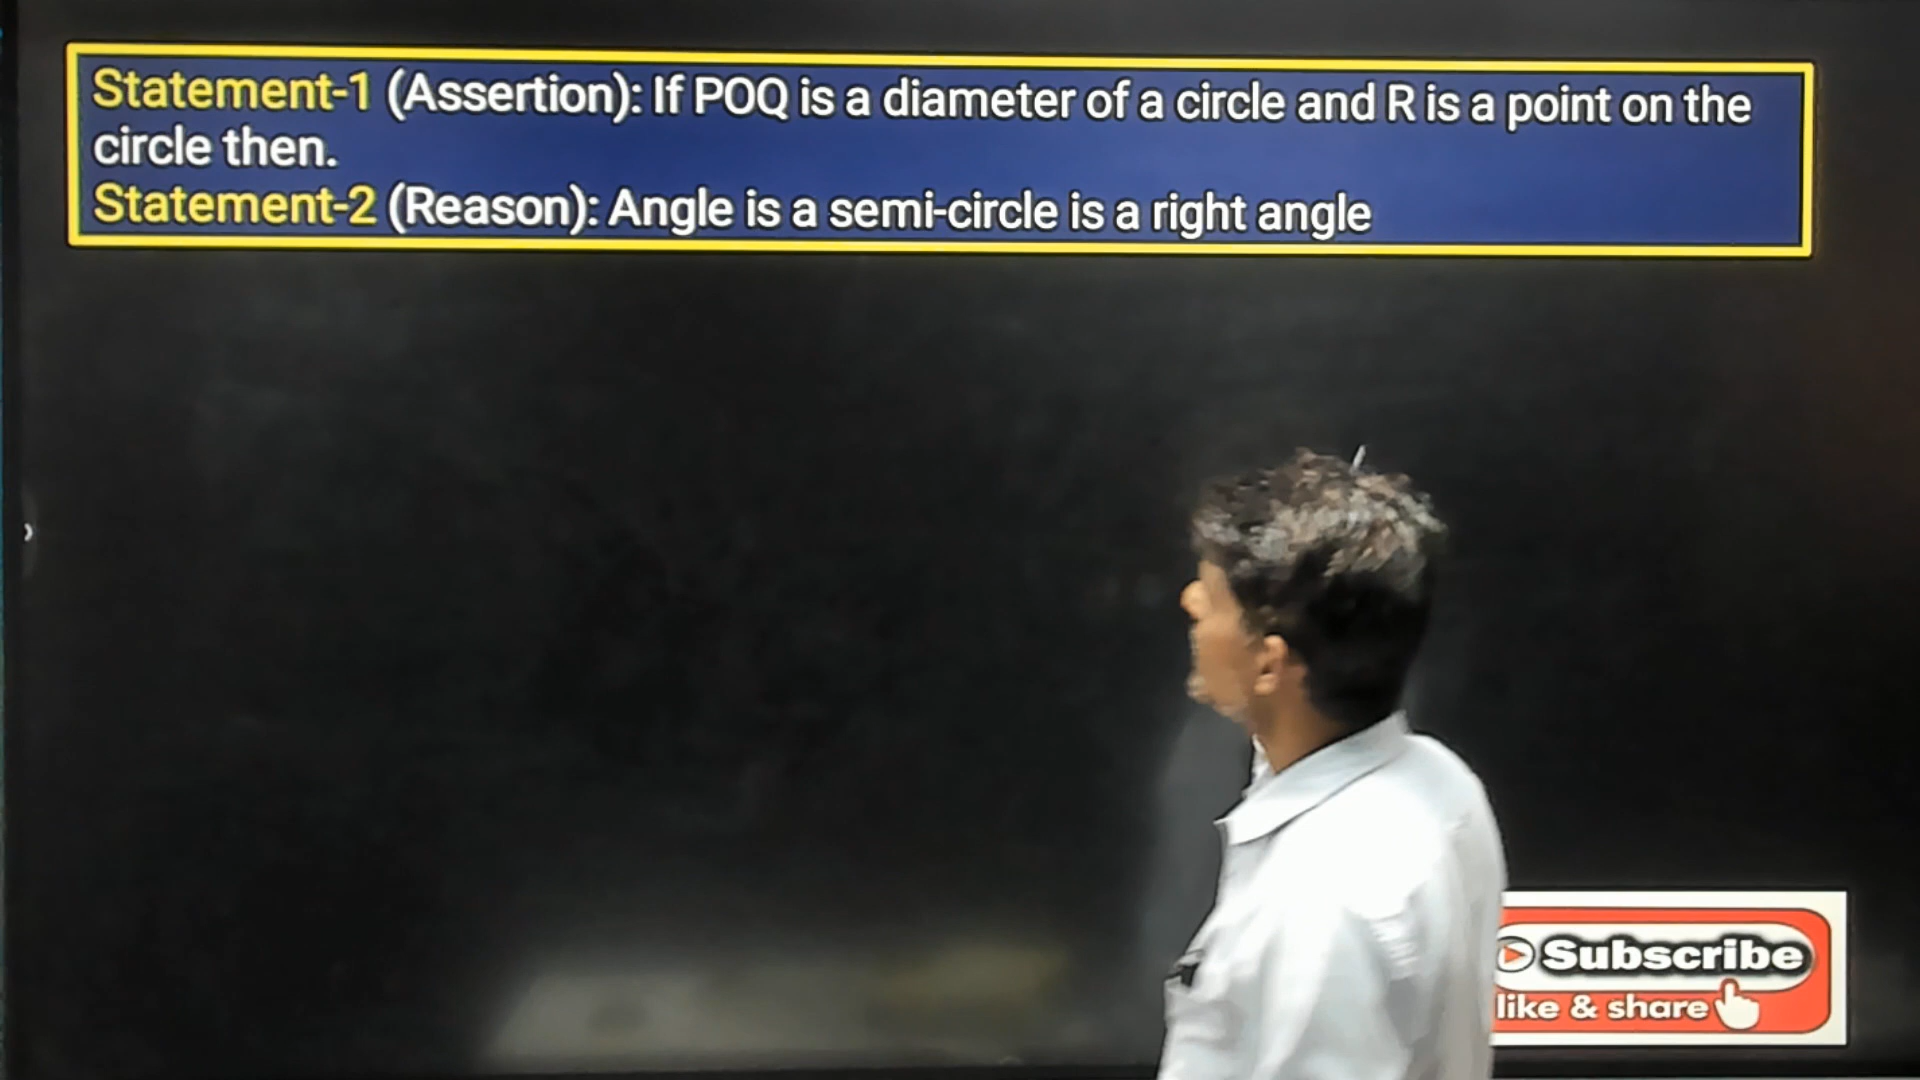 Statement-1 (Assertion): If POQ is a diameter of a circle and R is a point on the
circle then.
Statement-2 (Reason): Angle is a semi-circle is a right angle
Subscribe
like & share